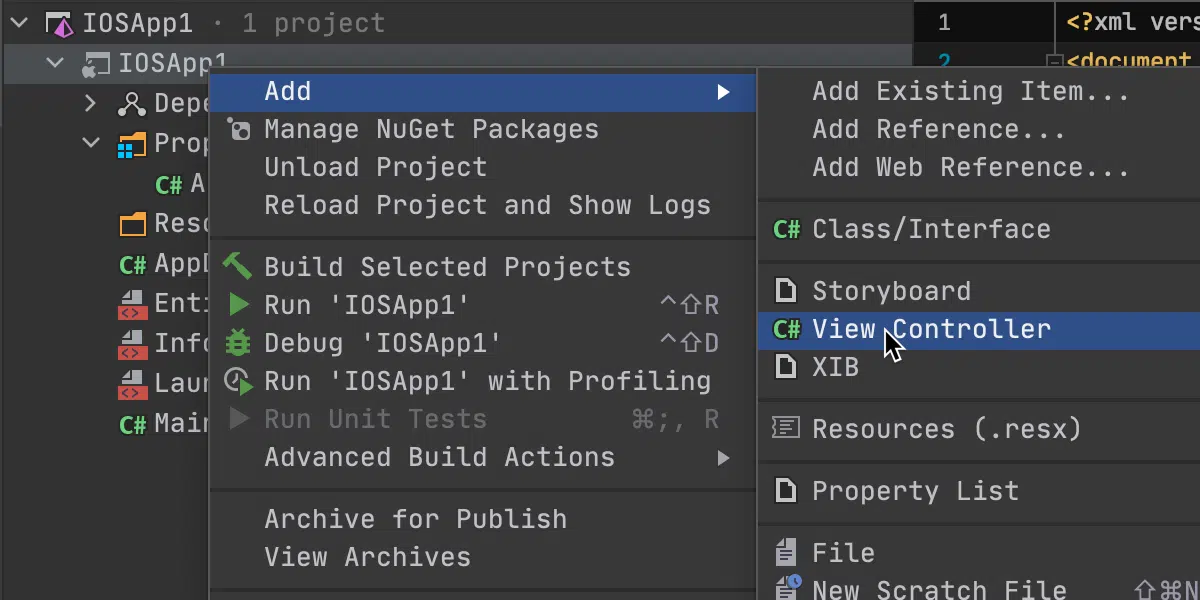 IOSApp1 · 1 project
IOSApp1
Depe
Prop
C# A
Reso
C# AppD
Enti
Info
Laun
C# Main
Add
Manage NuGet Packages
Unload Project
Reload Project and Show Logs
Build Selected Projects
Run 'IOSApp1' ^⇧R
Debug 'IOSApp1' ^⇧D
Run 'IOSApp1' with Profiling
Run Unit Tests ⌘;, R
Advanced Build Actions
Archive for Publish
View Archives
Add Existing Item...
Add Reference...
Add Web Reference...
C# Class/Interface
Storyboard
C# View Controller
XIB
Resources (.resx)
Property List
File
New Scratch File ⇧⌘N
1 <?xml vers
2 <document